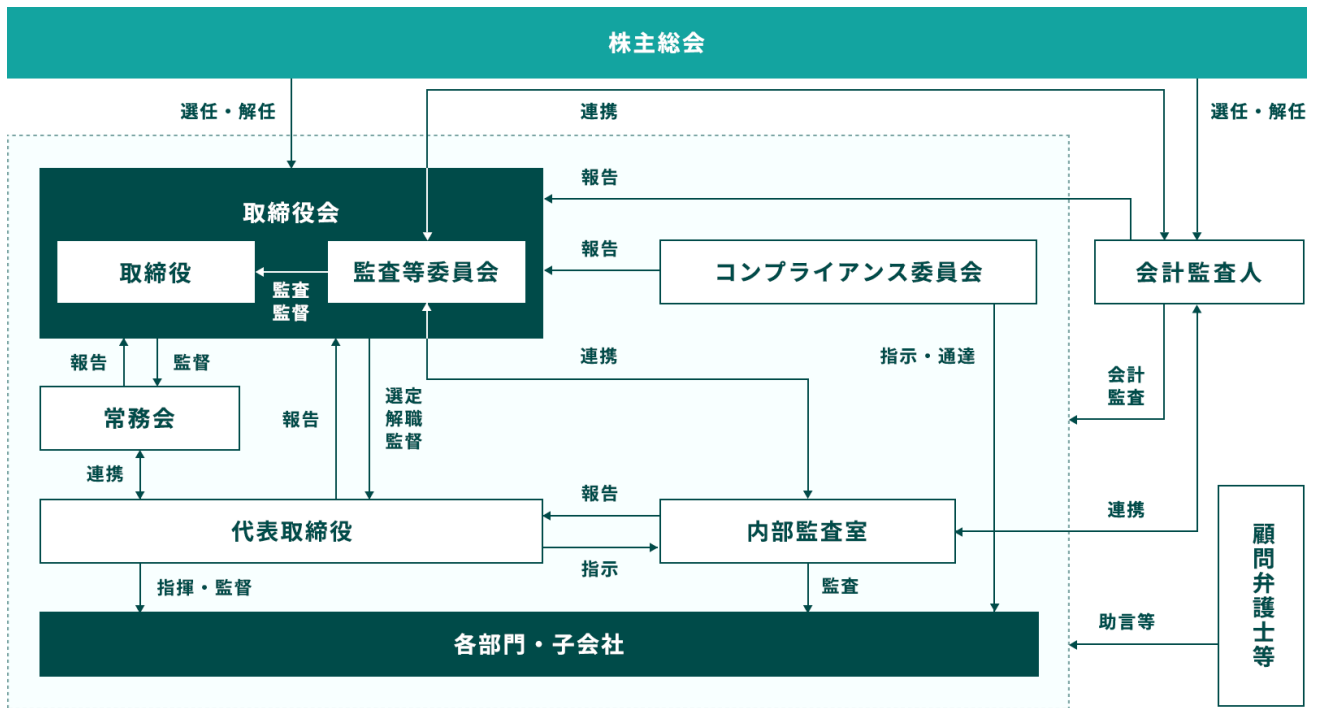 株主総会
選任・解任
連携
選任・解任
報告
取締役会
報告
取締役
監査等委員会
コンプライアンス委員会
会計監査人
監査
監督
報告
監督
連携
指示・通達
会計
監査
選定
解職
監督
常務会
報告
連携
報告
連携
代表取締役
内部監査室
顧問弁護士等
指示
指揮・監督
監査
助言等
各部門・子会社